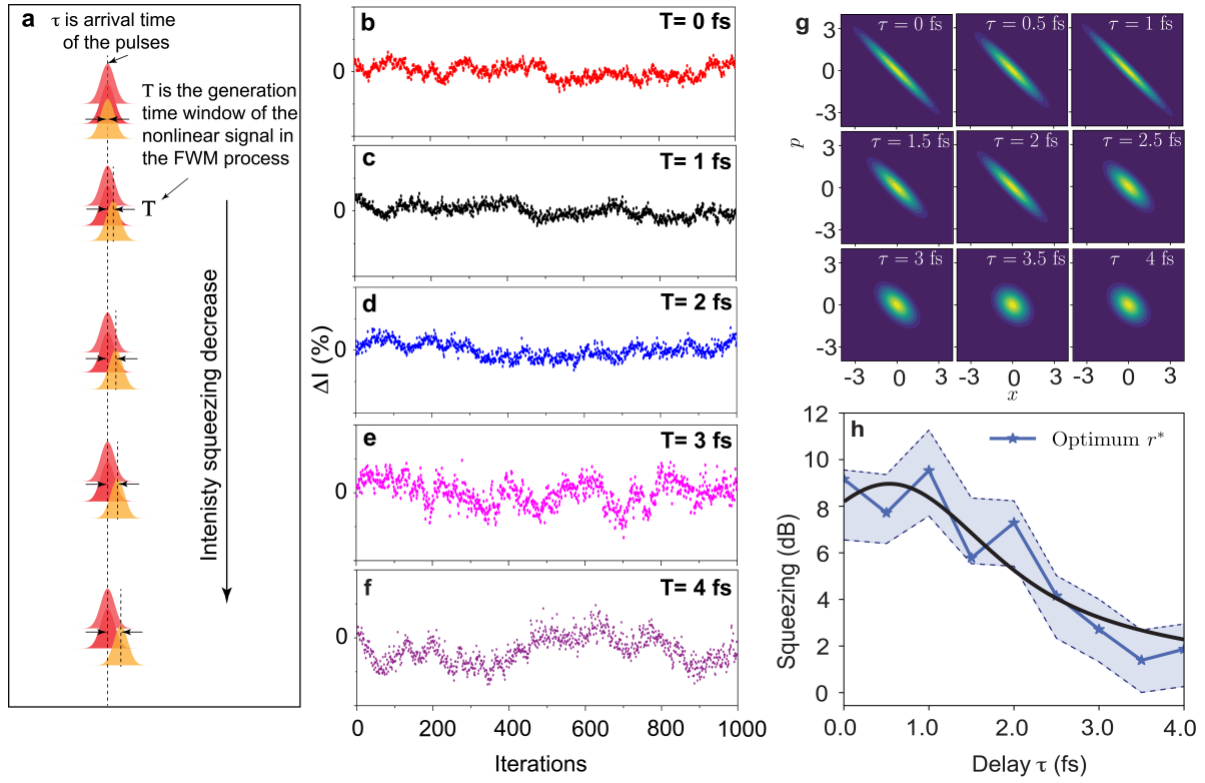 a
τ is arrival time
of the pulses
T is the generation
time window of the
nonlinear signal in
the FWM process
T
Intenisty squeezing decrease
b
T= 0 fs
0
c
T= 1 fs
0
d
T= 2 fs
0
e
T= 3 fs
0
f
T= 4 fs
0
ΔI (%)
0 200 400 600 800 1000
Iterations
g
τ = 0 fs τ = 0.5 fs τ = 1 fs
3
0
-3
τ = 1.5 fs τ = 2 fs τ = 2.5 fs
3
0
-3
τ = 3 fs τ = 3.5 fs τ 4 fs
3
0
-3
p
-3 0 3 -3 0 3 -3 0 3
x
h
Optimum r*
12
10
8
6
4
2
0
Squeezing (dB)
0.0 1.0 2.0 3.0 4.0
Delay τ (fs)